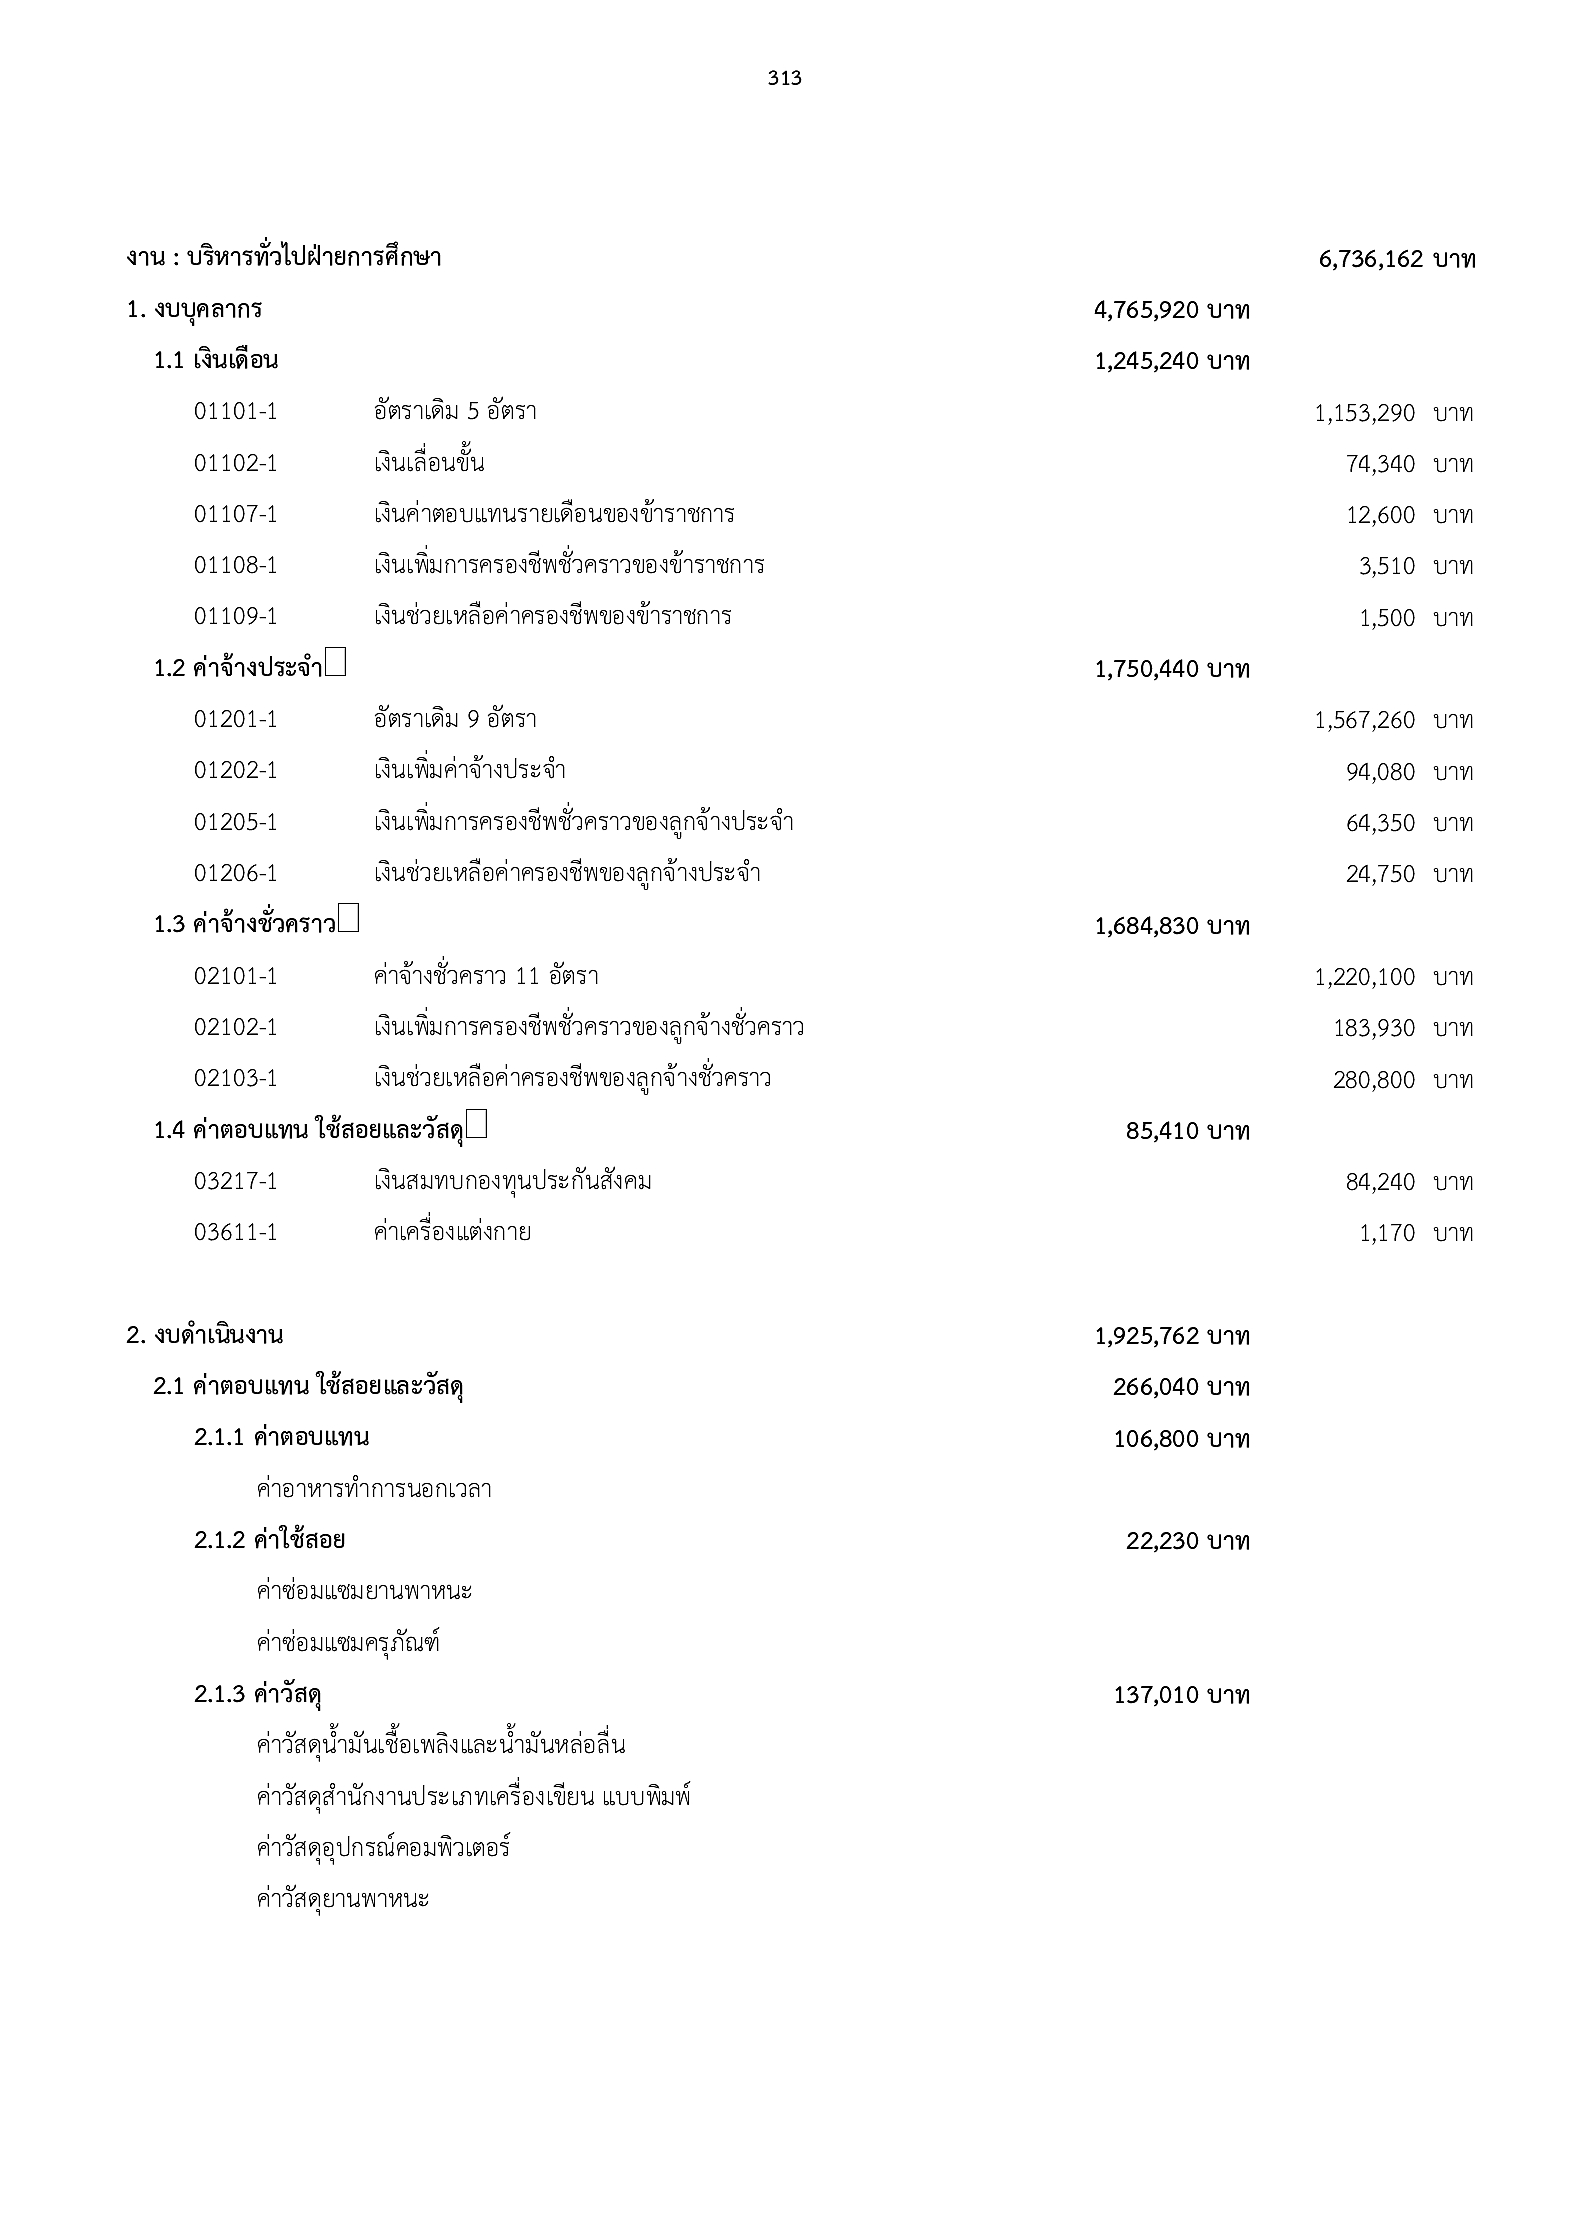 313
งาน : บริหารทั่วไปฝ่ายการศึกษา 6,736,162 บาท
1. งบบุคลากร 4,765,920 บาท
1.1 เงินเดือน 1,245,240 บาท
01101-1 อัตราเดิม 5 อัตรา 1,153,290 บาท
01102-1 เงินเลื่อนขั้น 74,340 บาท
01107-1 เงินค่าตอบแทนรายเดือนของข้าราชการ 12,600 บาท
01108-1 เงินเพิ่มการครองชีพชั่วคราวของข้าราชการ 3,510 บาท
01109-1 เงินช่วยเหลือค่าครองชีพของข้าราชการ 1,500 บาท
1.2 ค่าจ้างประจำ 1,750,440 บาท
01201-1 อัตราเดิม 9 อัตรา 1,567,260 บาท
01202-1 เงินเพิ่มค่าจ้างประจำ 94,080 บาท
01205-1 เงินเพิ่มการครองชีพชั่วคราวของลูกจ้างประจำ 64,350 บาท
01206-1 เงินช่วยเหลือค่าครองชีพของลูกจ้างประจำ 24,750 บาท
1.3 ค่าจ้างชั่วคราว 1,684,830 บาท
02101-1 ค่าจ้างชั่วคราว 11 อัตรา 1,220,100 บาท
02102-1 เงินเพิ่มการครองชีพชั่วคราวของลูกจ้างชั่วคราว 183,930 บาท
02103-1 เงินช่วยเหลือค่าครองชีพของลูกจ้างชั่วคราว 280,800 บาท
1.4 ค่าตอบแทน ใช้สอยและวัสดุ 85,410 บาท
03217-1 เงินสมทบกองทุนประกันสังคม 84,240 บาท
03611-1 ค่าเครื่องแต่งกาย 1,170 บาท
2. งบดำเนินงาน 1,925,762 บาท
2.1 ค่าตอบแทน ใช้สอยและวัสดุ 266,040 บาท
2.1.1 ค่าตอบแทน 106,800 บาท
ค่าอาหารทำการนอกเวลา
2.1.2 ค่าใช้สอย 22,230 บาท
ค่าซ่อมแซมยานพาหนะ
ค่าซ่อมแซมครุภัณฑ์
2.1.3 ค่าวัสดุ 137,010 บาท
ค่าวัสดุน้ำมันเชื้อเพลิงและน้ำมันหล่อลื่น
ค่าวัสดุสำนักงานประเภทเครื่องเขียน แบบพิมพ์
ค่าวัสดุอุปกรณ์คอมพิวเตอร์
ค่าวัสดุยานพาหนะ